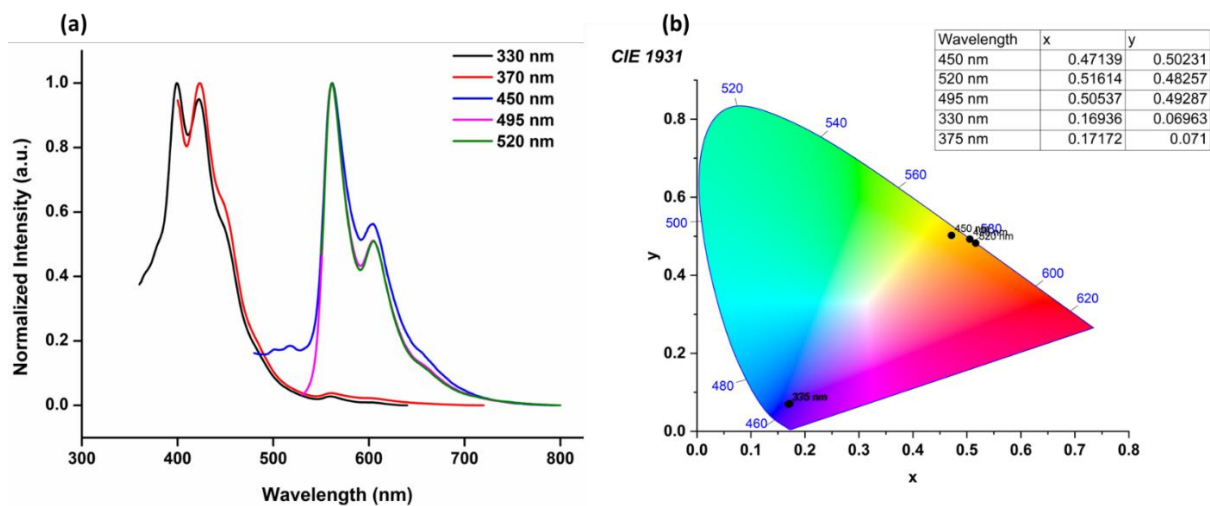 (a)
330 nm
370 nm
450 nm
495 nm
520 nm
1.0
0.8
0.6
0.4
0.2
0.0
Normalized Intensity (a.u.)
300 400 500 600 700 800
Wavelength (nm)
(b)
CIE 1931
Wavelength x y
450 nm 0.47139 0.50231
520 nm 0.51614 0.48257
495 nm 0.50537 0.49287
330 nm 0.16936 0.06963
375 nm 0.17172 0.071
0.8
0.6
0.4
0.2
0.0
y
520
540
560
500
450 nm
520 nm
600
620
480
460
375 nm
0.0 0.1 0.2 0.3 0.4 0.5 0.6 0.7 0.8
x